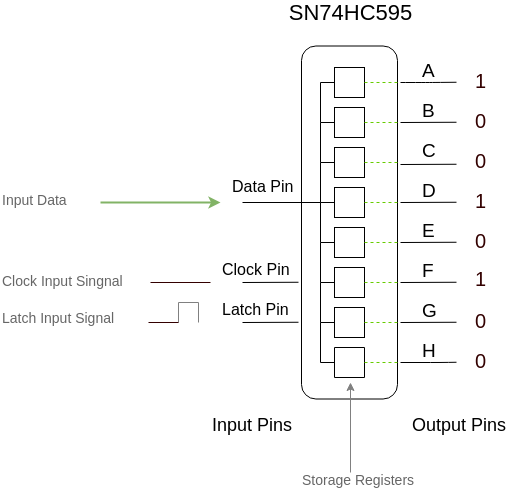 SN74HC595
A 1
B 0
C 0
Data Pin
Input Data
D 1
E 0
Clock Pin
Clock Input Singnal
F 1
Latch Pin
Latch Input Signal
G 0
H 0
Input Pins
Output Pins
Storage Registers